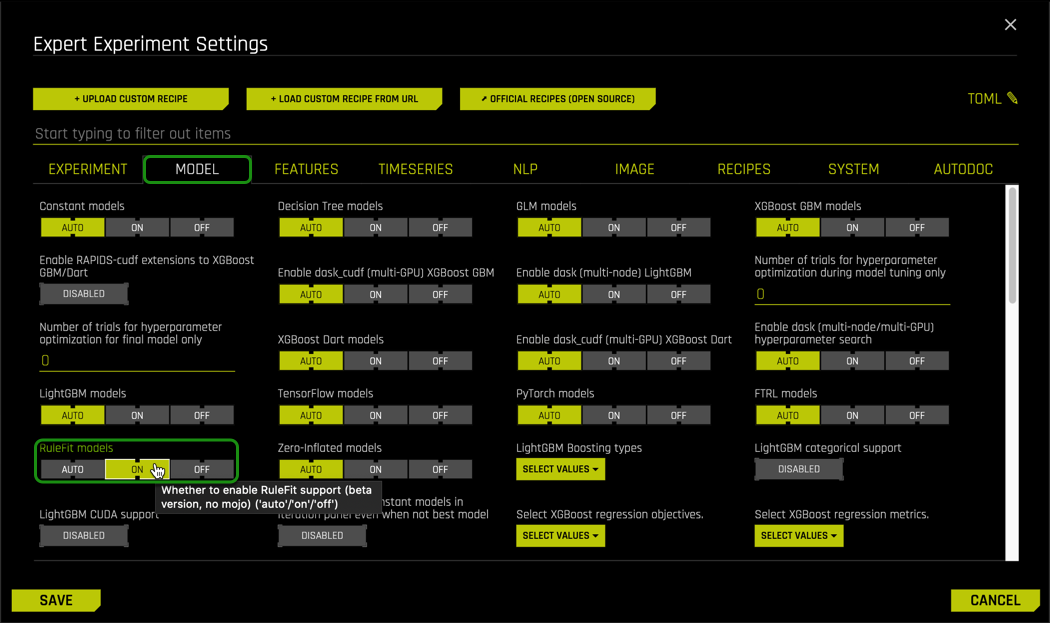 Expert Experiment Settings
+ UPLOAD CUSTOM RECIPE
+ LOAD CUSTOM RECIPE FROM URL
↗ OFFICIAL RECIPES (OPEN SOURCE)
TOML
Start typing to filter out items
EXPERIMENT
MODEL
FEATURES
TIMESERIES
NLP
IMAGE
RECIPES
SYSTEM
AUTODOC
Constant models
AUTO ON OFF
Decision Tree models
AUTO ON OFF
GLM models
AUTO ON OFF
XGBoost GBM models
AUTO ON OFF
Enable RAPIDS-cudf extensions to XGBoost
GBM/Dart
DISABLED
Enable dask_cudf (multi-GPU) XGBoost GBM
AUTO ON OFF
Enable dask (multi-node) LightGBM
AUTO ON OFF
Number of trials for hyperparameter
optimization during model tuning only
0
Number of trials for hyperparameter
optimization for final model only
0
XGBoost Dart models
AUTO ON OFF
Enable dask_cudf (multi-GPU) XGBoost Dart
AUTO ON OFF
Enable dask (multi-node/multi-GPU)
hyperparameter search
AUTO ON OFF
LightGBM models
AUTO ON OFF
TensorFlow models
AUTO ON OFF
PyTorch models
AUTO ON OFF
FTRL models
AUTO ON OFF
RuleFit models
AUTO ON OFF
Zero-Inflated models
AUTO ON OFF
LightGBM Boosting types
SELECT VALUES
LightGBM categorical support
DISABLED
Whether to enable RuleFit support (beta
version, no mojo) ('auto'/'on'/'off')
LightGBM CUDA support
DISABLED
models in
iteration panel even when not best model
DISABLED
Select XGBoost regression objectives.
SELECT VALUES
Select XGBoost regression metrics.
SELECT VALUES
SAVE
CANCEL